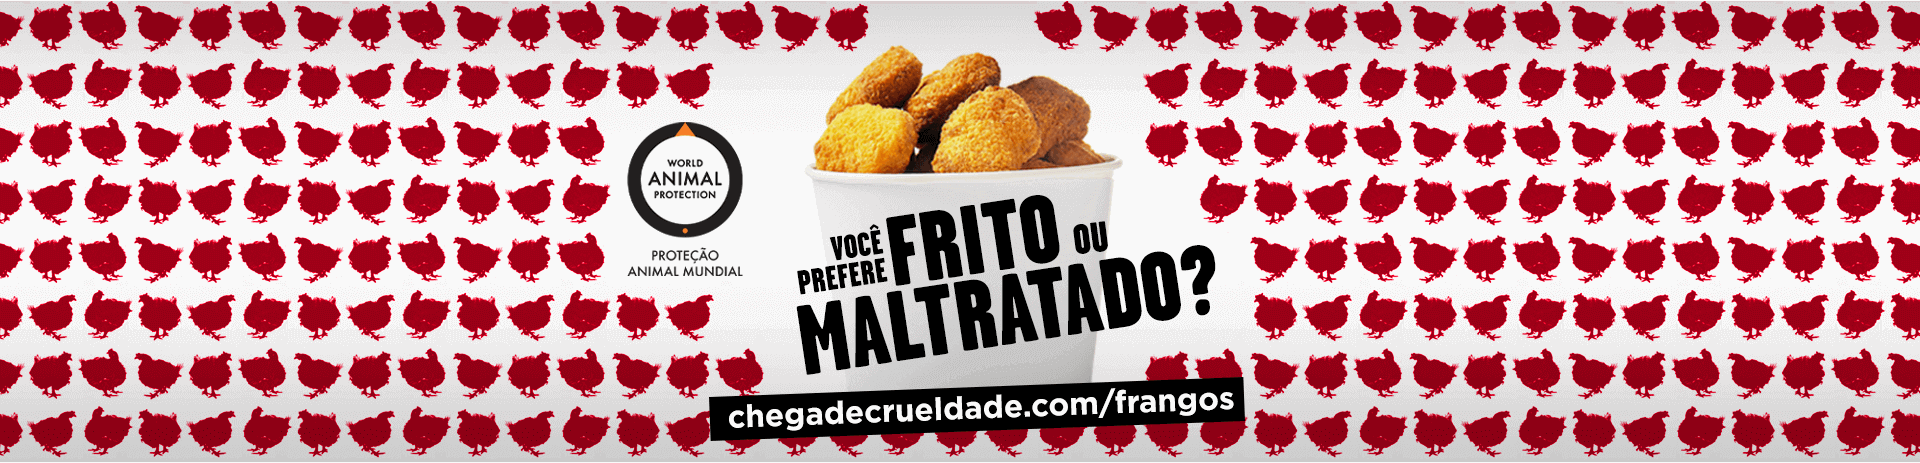 WORLD
ANIMAL
PROTECTION
PROTEÇÃO
ANIMAL MUNDIAL
VOCÊ
PREFERE FRITO OU
MALTRATADO?
chegadecrueldade.com/frangos